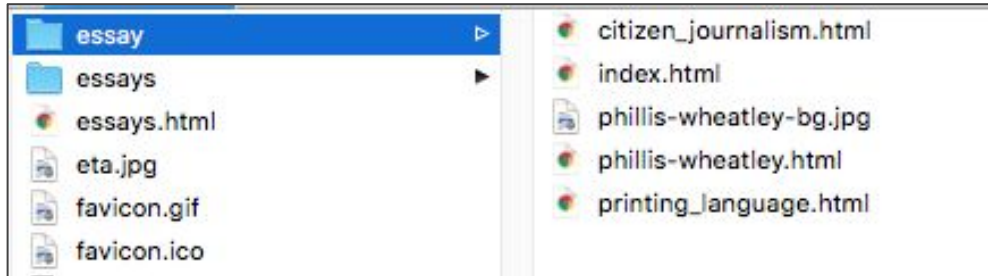 essay
essays
essays.html
eta.jpg
favicon.gif
favicon.ico
citizen_journalism.html
index.html
phillis-wheatley-bg.jpg
phillis-wheatley.html
printing_language.html